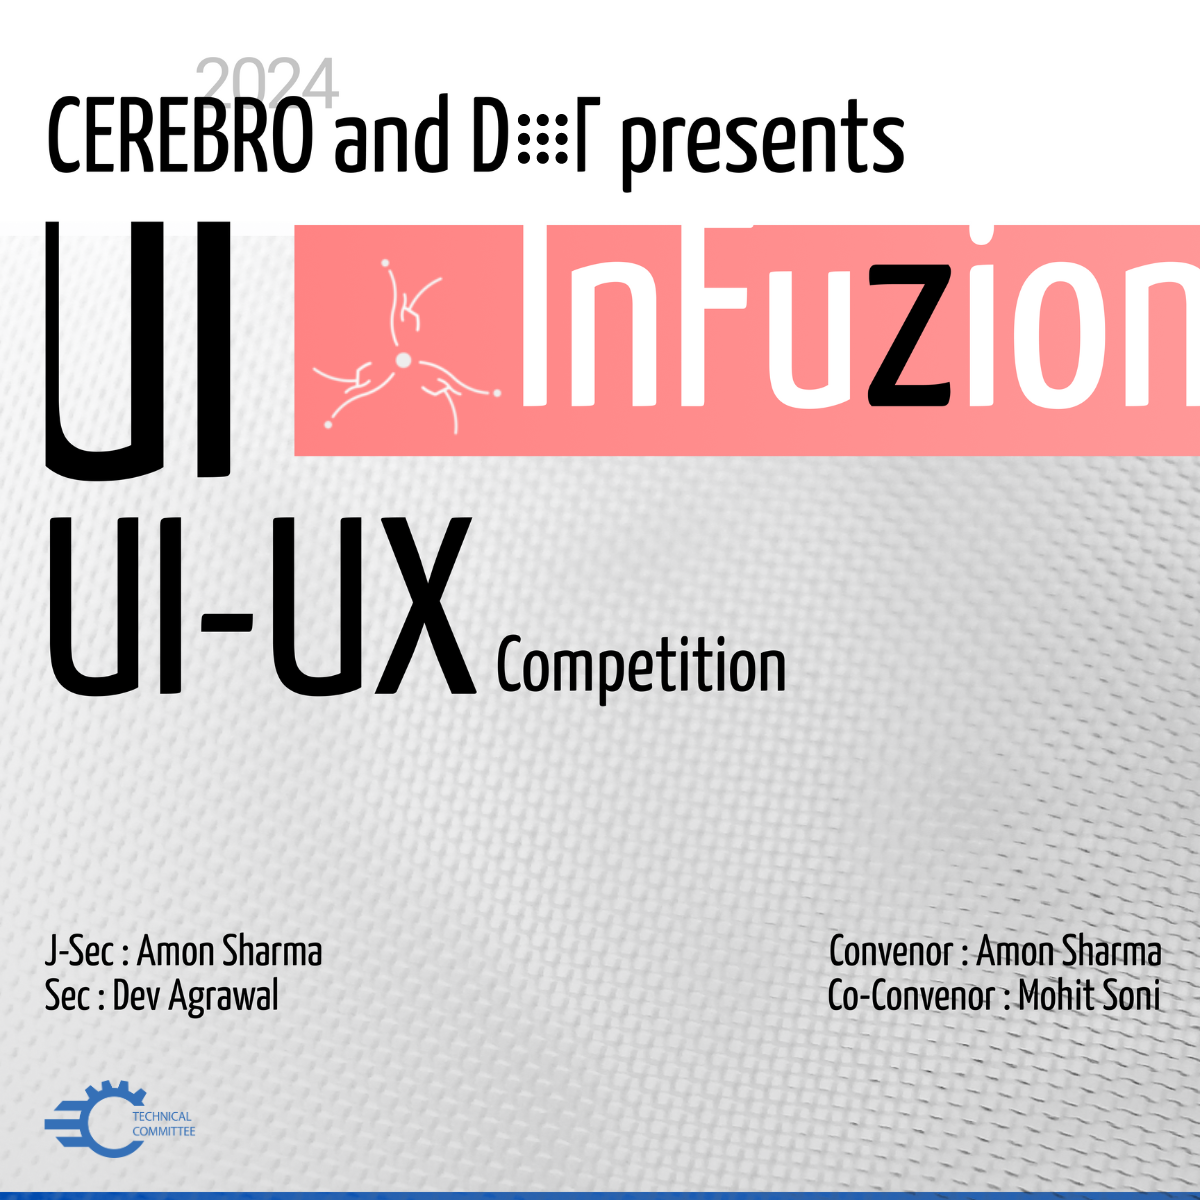 2024
CEREBRO and D⁝⁝⁝T presents
UI InFuzion
UI-UX Competition
J-Sec : Amon Sharma
Sec : Dev Agrawal
Convenor : Amon Sharma
Co-Convenor : Mohit Soni
TECHNICAL
COMMITTEE